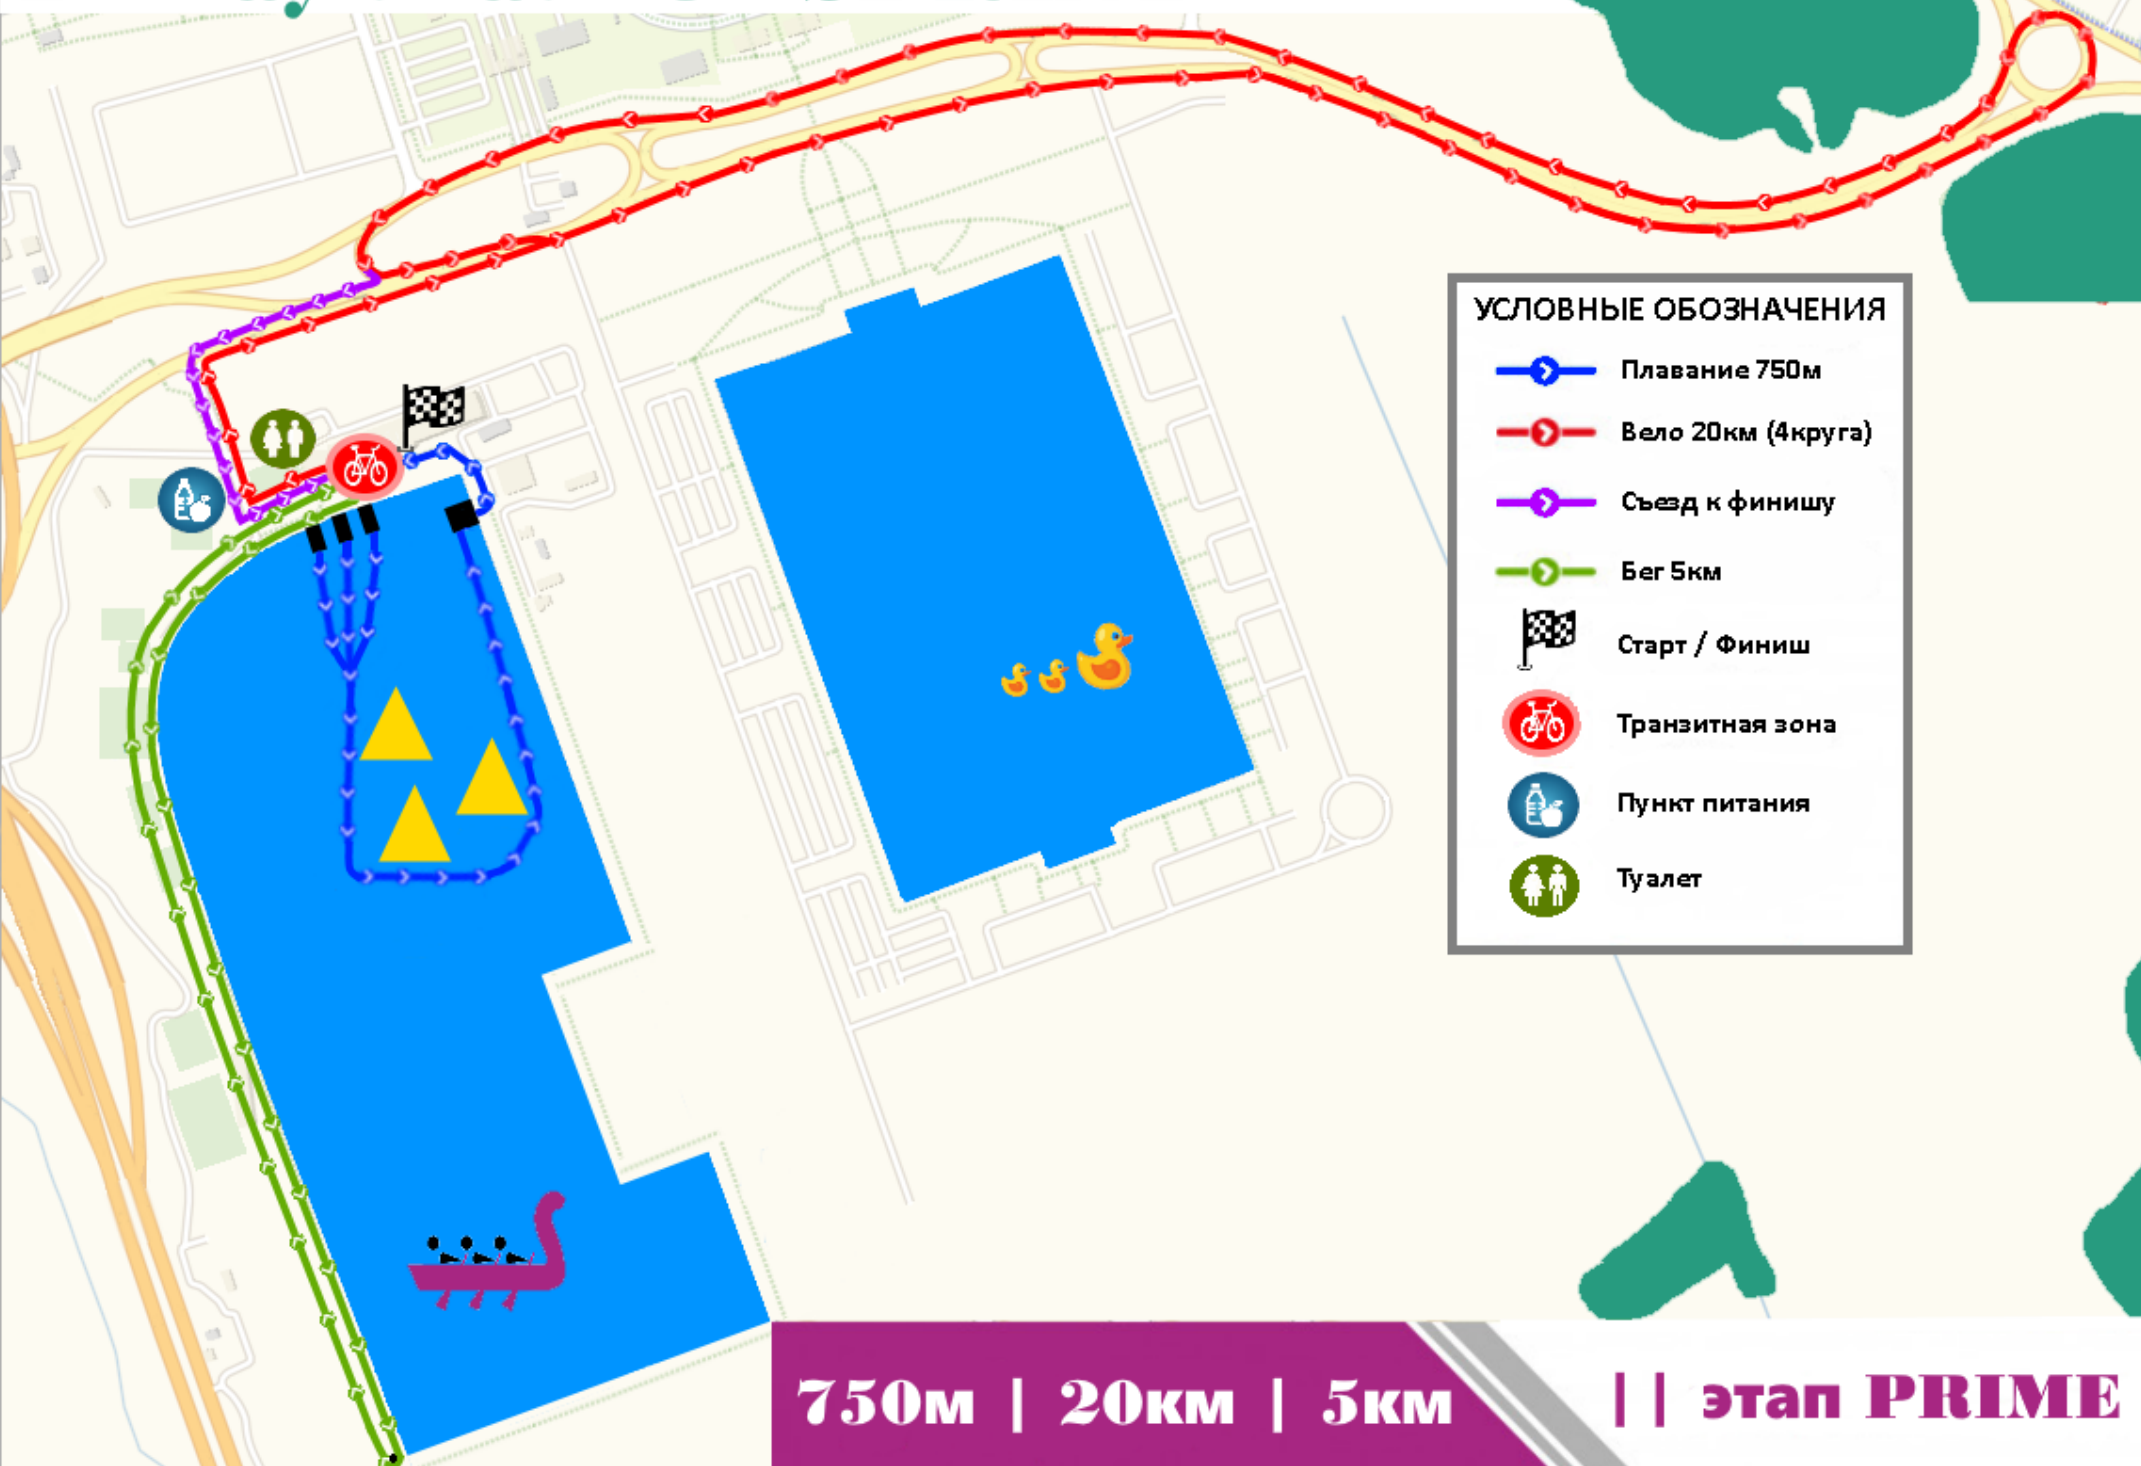 УСЛОВНЫЕ ОБОЗНАЧЕНИЯ
Плавание 750м
Вело 20км (4круга)
Съезд к финишу
Бег 5км
Старт / Финиш
Транзитная зона
Пункт питания
Туалет
750м | 20км | 5км
|| этап PRIME